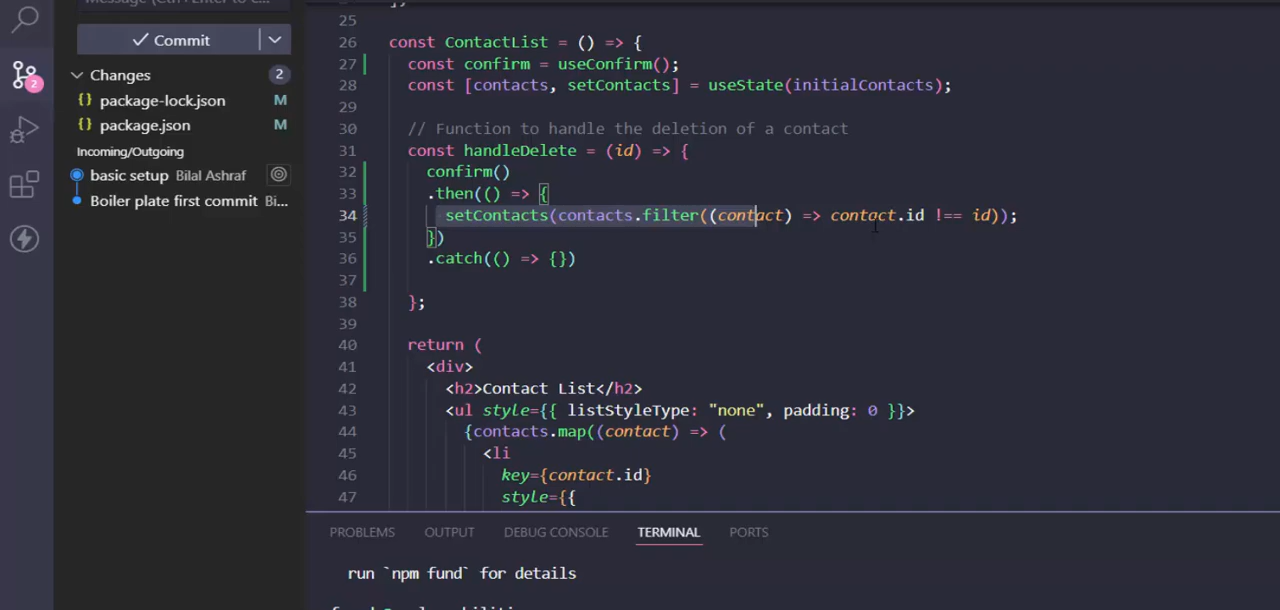 Commit
Changes 2
package-lock.json M
package.json M
Incoming/Outgoing
basic setup Bilal Ashraf
Boiler plate first commit Bi...
2
25
26 const ContactList = () => {
27 const confirm = useConfirm();
28 const [contacts, setContacts] = useState(initialContacts);
29
30 // Function to handle the deletion of a contact
31 const handleDelete = (id) => {
32 confirm()
33 .then(() => {
34 setContacts(contacts.filter((contact) => contact.id !== id));
35 })
36 .catch(() => {})
37
38 };
39
40 return (
41 <div>
42 <h2>Contact List</h2>
43 <ul style={{ listStyleType: "none", padding: 0 }}>
44 {contacts.map((contact) => (
45 <li
46 key={contact.id}
47 style={{
PROBLEMS OUTPUT DEBUG CONSOLE TERMINAL PORTS
run `npm fund` for details